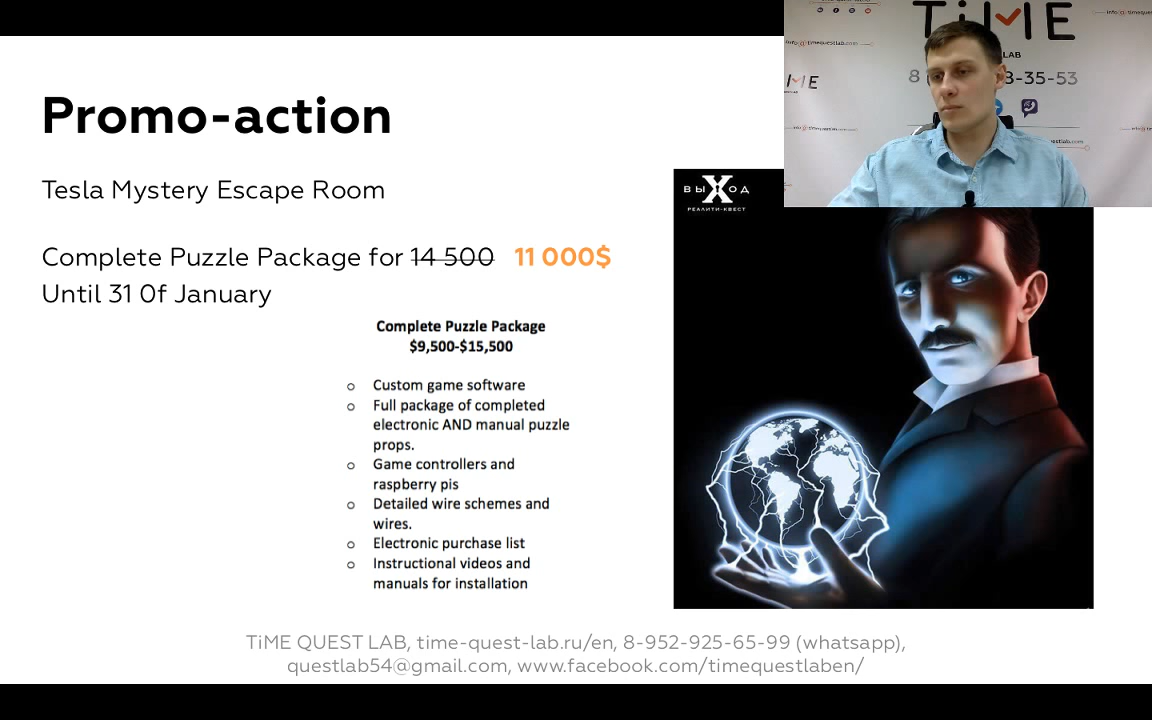 Promo-action
Tesla Mystery Escape Room
Complete Puzzle Package for 14 500 11 000$
Until 31 0f January
Complete Puzzle Package
$9,500-$15,500
o Custom game software
o Full package of completed
electronic AND manual puzzle
props.
o Game controllers and
raspberry pis
o Detailed wire schemes and
wires.
o Electronic purchase list
o Instructional videos and
manuals for installation
ВЫХОД
РЕАЛИТИ-КВЕСТ
TiME
LAB
8
3-35-53
TiME QUEST LAB, time-quest-lab.ru/en, 8-952-925-65-99 (whatsapp),
questlab54@gmail.com, www.facebook.com/timequestlaben/